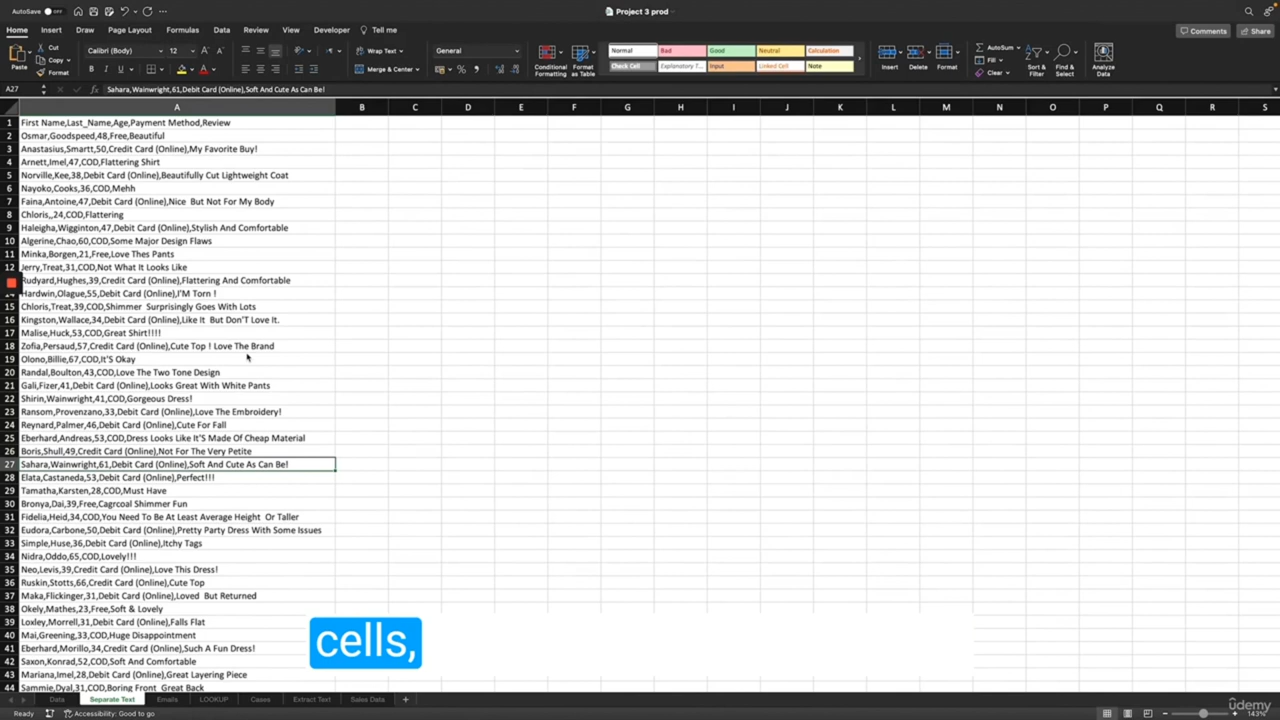 AutoSave OFF
Project 3 prod
Home Insert Draw Page Layout Formulas Data Review View Developer Tell me
Comments Share
Paste Cut Copy Format
Calibri (Body) 12
Wrap Text
Merge & Center
General
Conditional Formatting
Format as Table
Normal Bad Good Neutral Calculation
Check Cell Explanatory T... Input Linked Cell Note
Insert Delete Format
AutoSum Fill Clear
Sort & Filter
Find & Select
Analyze Data
A27 fx Sahara,Wainwright,61,Debit Card (Online),Soft And Cute As Can Be!
A B C D E F G H I J K L M N O P Q R S
1 First Name,Last_Name,Age,Payment Method,Review
2 Osmar,Goodspeed,48,Free,Beautiful
3 Anastasius,Smartt,50,Credit Card (Online),My Favorite Buy!
4 Arnett,Imel,47,COD,Flattering Shirt
5 Norville,Kee,38,Debit Card (Online),Beautifully Cut Lightweight Coat
6 Nayoko,Cooks,36,COD,Mehh
7 Faina,Antoine,47,Debit Card (Online),Nice But Not For My Body
8 Chloris,,24,COD,Flattering
9 Haleigha,Wigginton,47,Debit Card (Online),Stylish And Comfortable
10 Algerine,Chao,60,COD,Some Major Design Flaws
11 Minka,Borgen,21,Free,Love Thes Pants
12 Jerry,Treat,31,COD,Not What It Looks Like
Rudyard,Hughes,39,Credit Card (Online),Flattering And Comfortable
Hardwin,Olague,55,Debit Card (Online),I'M Torn !
15 Chloris,Treat,39,COD,Shimmer Surprisingly Goes With Lots
16 Kingston,Wallace,34,Debit Card (Online),Like It But Don'T Love It.
17 Malise,Huck,53,COD,Great Shirt!!!!
18 Zofia,Persaud,57,Credit Card (Online),Cute Top ! Love The Brand
19 Olono,Billie,67,COD,It'S Okay
20 Randal,Boulton,43,COD,Love The Two Tone Design
21 Gali,Fizer,41,Debit Card (Online),Looks Great With White Pants
22 Shirin,Wainwright,41,COD,Gorgeous Dress!
23 Ransom,Provenzano,33,Debit Card (Online),Love The Embroidery!
24 Reynard,Palmer,46,Debit Card (Online),Cute For Fall
25 Eberhard,Andreas,53,COD,Dress Looks Like It'S Made Of Cheap Material
26 Boris,Shull,49,Credit Card (Online),Not For The Very Petite
27 Sahara,Wainwright,61,Debit Card (Online),Soft And Cute As Can Be!
28 Elata,Castaneda,53,Debit Card (Online),Perfect!!!
29 Tamatha,Karsten,28,COD,Must Have
30 Bronya,Dai,39,Free,Cagrcoal Shimmer Fun
31 Fidelia,Heid,34,COD,You Need To Be At Least Average Height Or Taller
32 Eudora,Carbone,50,Debit Card (Online),Pretty Party Dress With Some Issues
33 Simple,Huse,36,Debit Card (Online),Itchy Tags
34 Nidra,Oddo,65,COD,Lovely!!!
35 Neo,Levis,39,Credit Card (Online),Love This Dress!
36 Ruskin,Stotts,66,Credit Card (Online),Cute Top
37 Maka,Flickinger,31,Debit Card (Online),Loved But Returned
38 Okely,Mathes,23,Free,Soft & Lovely
39 Loxley,Morrell,31,Debit Card (Online),Falls Flat
40 Mai,Greening,33,COD,Huge Disappointment
41 Eberhard,Morillo,34,Credit Card (Online),Such A Fun Dress!
42 Saxon,Konrad,52,COD,Soft And Comfortable
43 Mariana,Imel,28,Debit Card (Online),Great Layering Piece
44 Sammie,Dyal,31,COD,Boring Front Great Back
cells,
Data Separate Text Emails LOOKUP Cases Extract Text Sales Data
Ready Accessibility: Good to go
143%
udemy